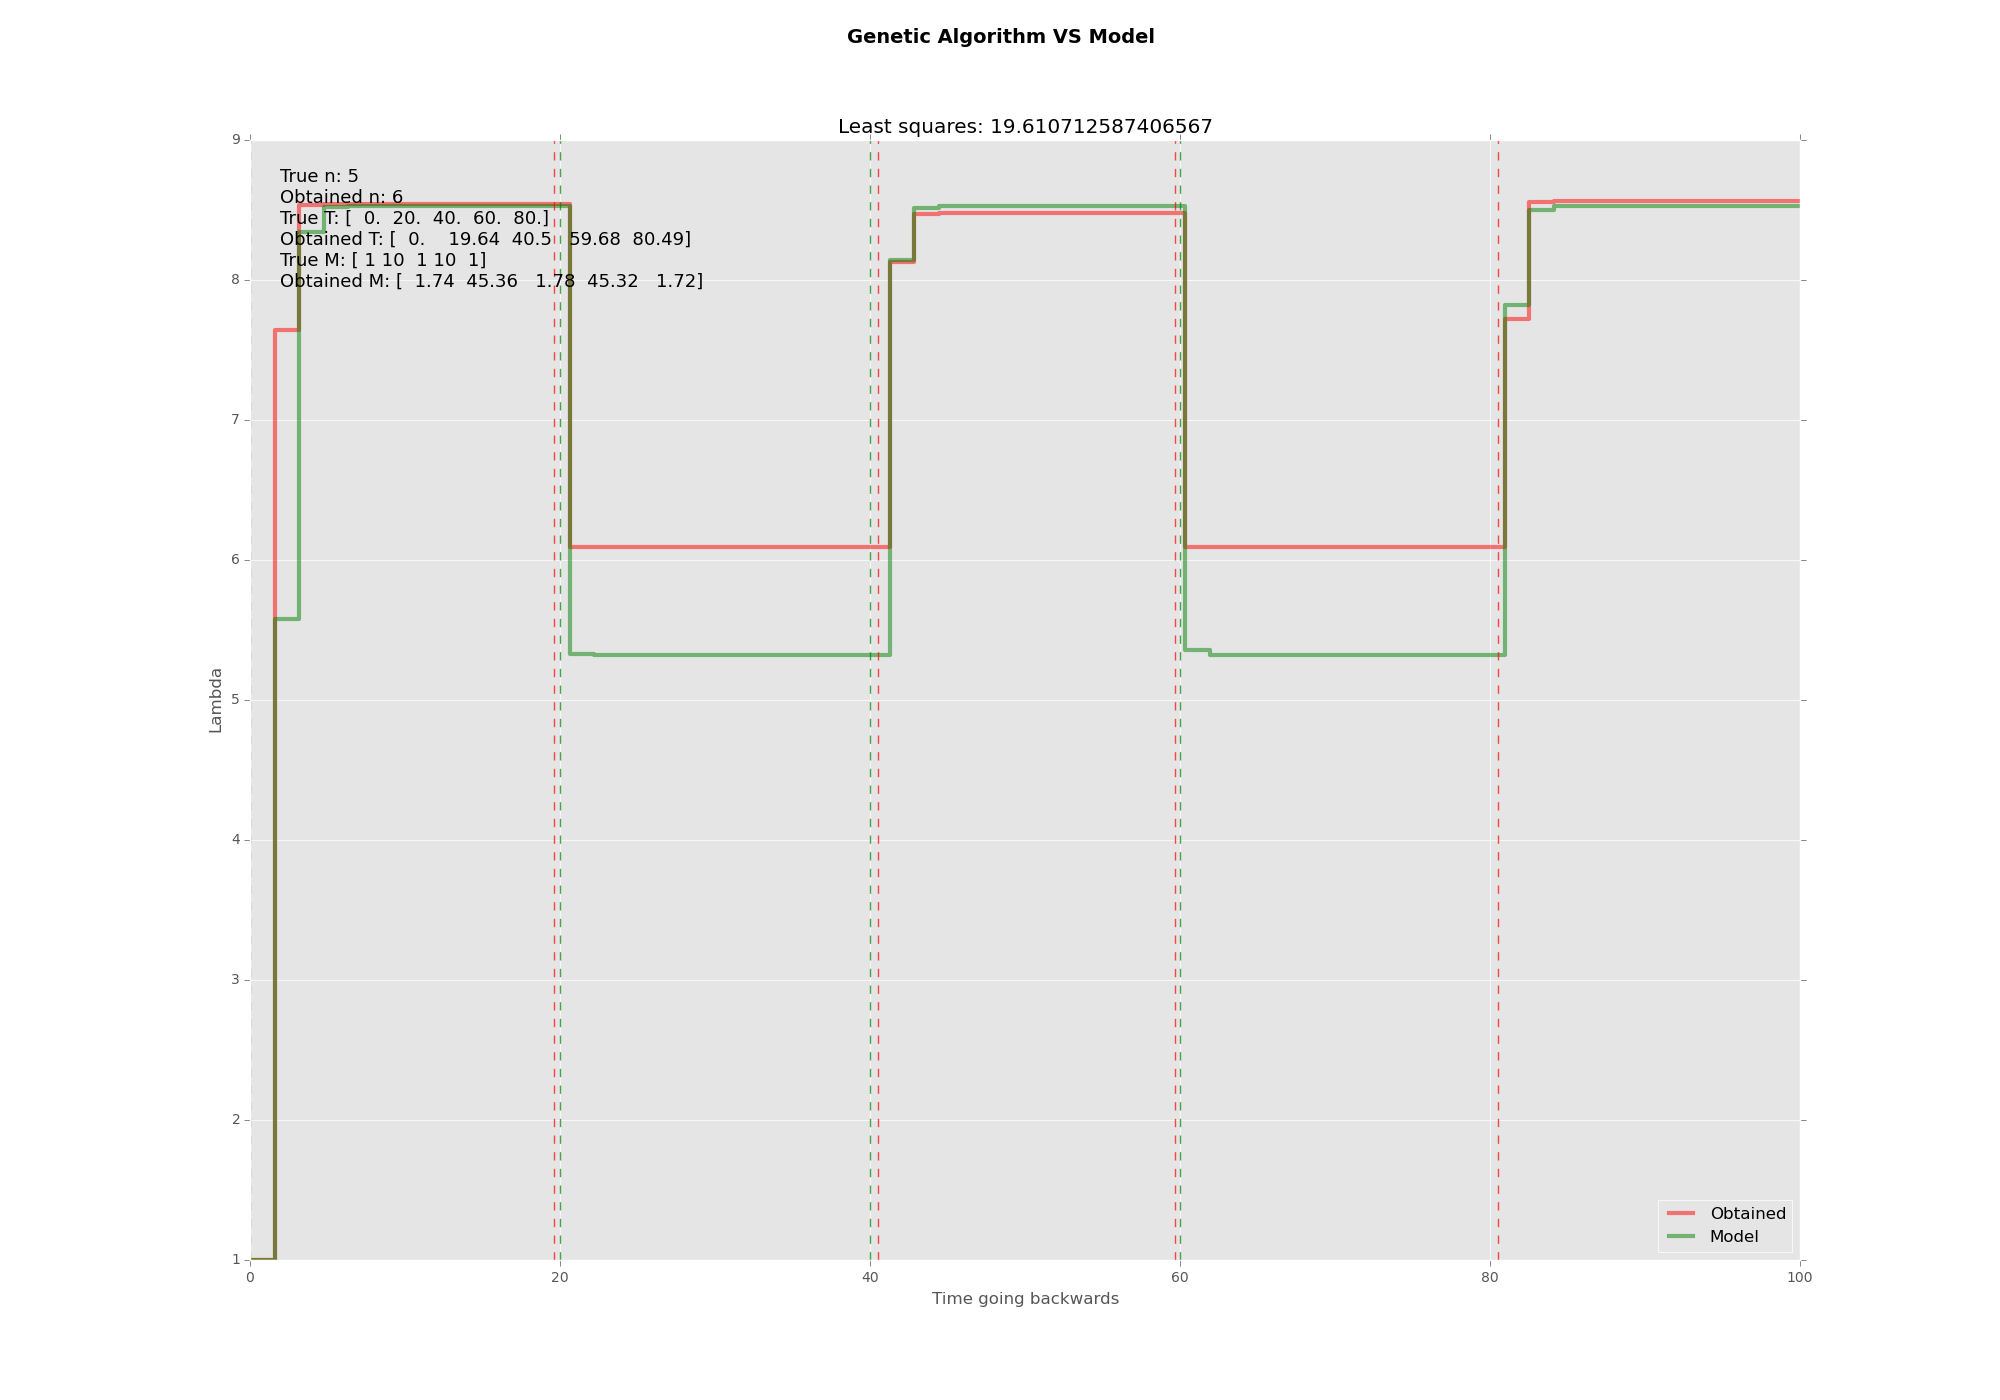 Genetic Algorithm VS Model
Least squares: 19.610712587406567
True n: 5
Obtained n: 6
True T: [  0.  20.  40.  60.  80.]
Obtained T: [  0.    19.64  40.5   59.68  80.49]
True M: [ 1 10  1 10  1]
Obtained M: [  1.74  45.36   1.78  45.32   1.72]
9
8
7
6
5
4
3
2
1
Lambda
0 20 40 60 80 100
Time going backwards
Obtained
Model